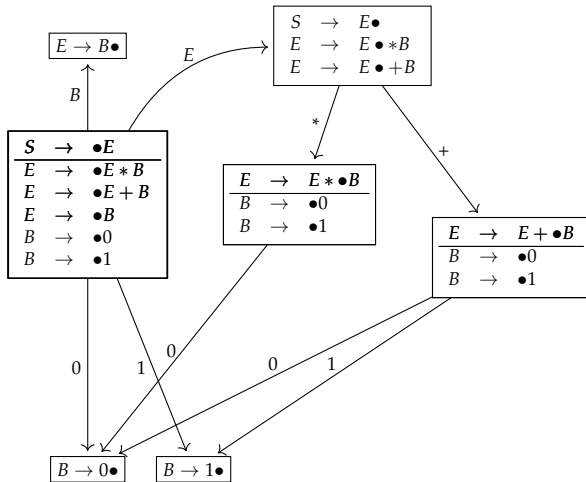 S → E●
E → E● *B
E → E● +B
E → B●
E
B
S → ●E
E → ●E * B
E → ●E + B
E → ●B
B → ●0
B → ●1
*
+
E → E * ●B
B → ●0
B → ●1
E → E + ●B
B → ●0
B → ●1
0
1
0
0
1
B → 0●
B → 1●